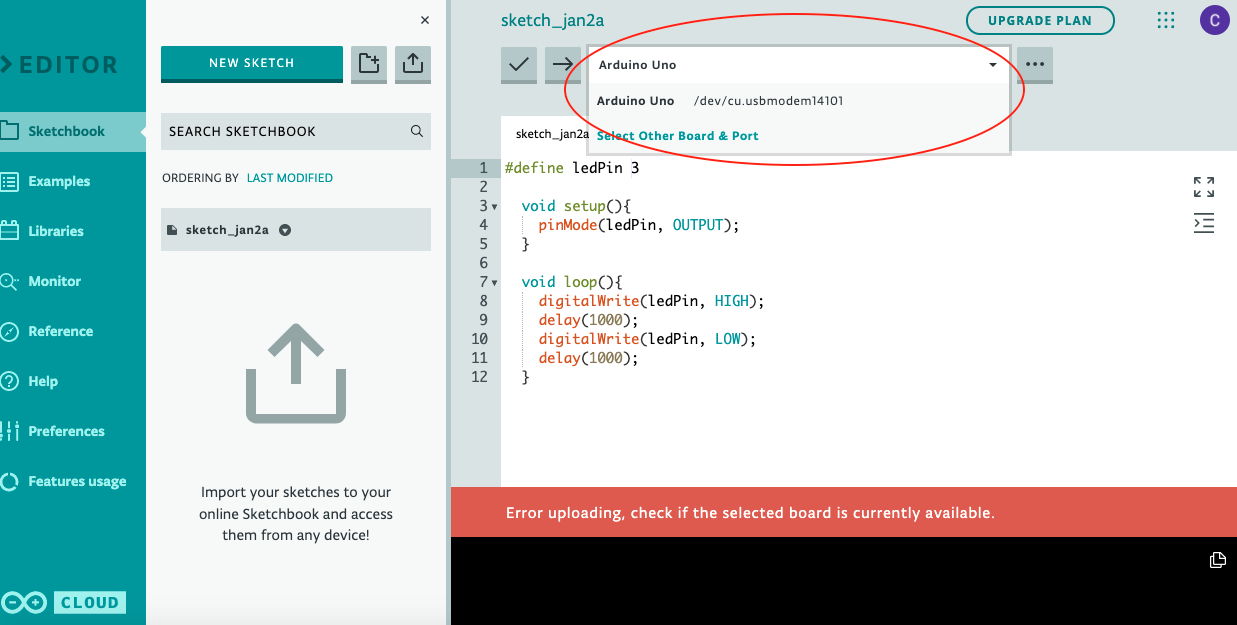 EDITOR
Sketchbook
Examples
Libraries
Monitor
Reference
Help
Preferences
Features usage
CLOUD
×
NEW SKETCH
SEARCH SKETCHBOOK
ORDERING BY LAST MODIFIED
sketch_jan2a
Import your sketches to your
online Sketchbook and access
them from any device!
sketch_jan2a
UPGRADE PLAN
C
Arduino Uno
Arduino Uno /dev/cu.usbmodem14101
Select Other Board & Port
sketch_jan2a
1 #define ledPin 3
2
3 void setup(){
4 pinMode(ledPin, OUTPUT);
5 }
6
7 void loop(){
8 digitalWrite(ledPin, HIGH);
9 delay(1000);
10 digitalWrite(ledPin, LOW);
11 delay(1000);
12 }
Error uploading, check if the selected board is currently available.